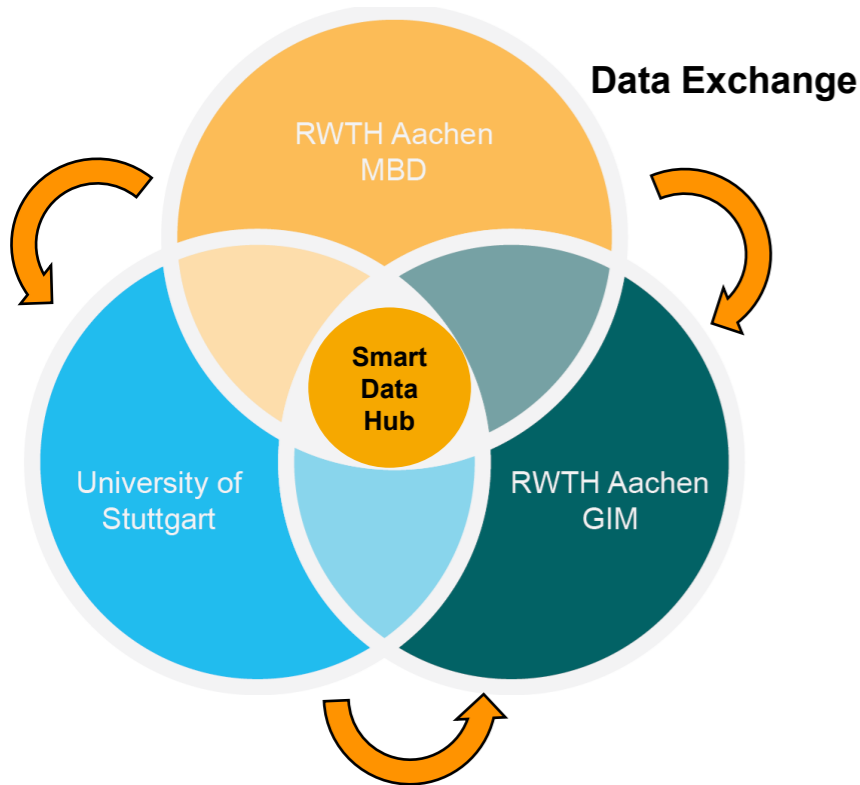 Data Exchange
RWTH Aachen
MBD
Smart
Data
Hub
University of
Stuttgart
RWTH Aachen
GIM